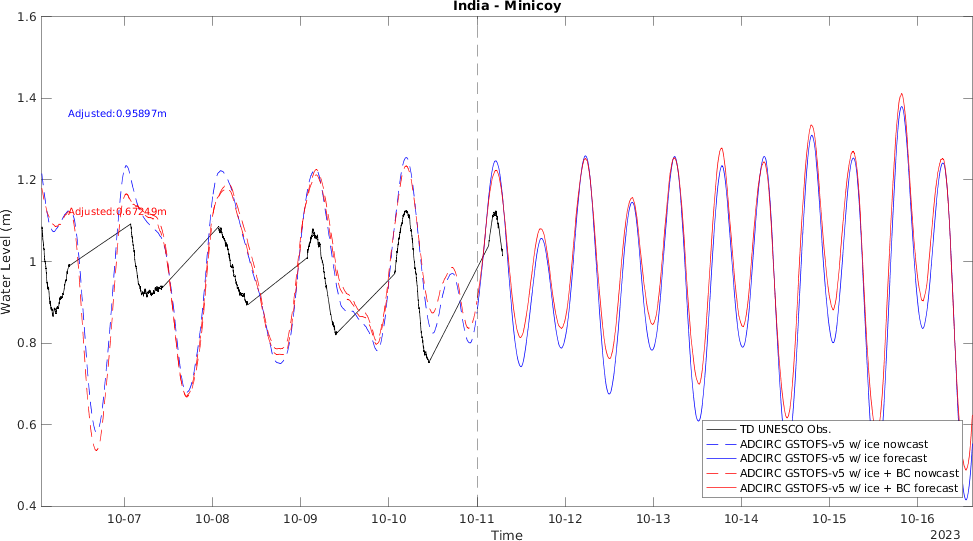 India - Minicoy
1.6
1.4
1.2
1
0.8
0.6
0.4
Water Level (m)
Adjusted:0.95897m
Adjusted:0.67249m
TD UNESCO Obs.
ADCIRC GSTOFS-v5 w/ ice nowcast
ADCIRC GSTOFS-v5 w/ ice forecast
ADCIRC GSTOFS-v5 w/ ice + BC nowcast
ADCIRC GSTOFS-v5 w/ ice + BC forecast
10-07 10-08 10-09 10-10 10-11 10-12 10-13 10-14 10-15 10-16
Time
2023